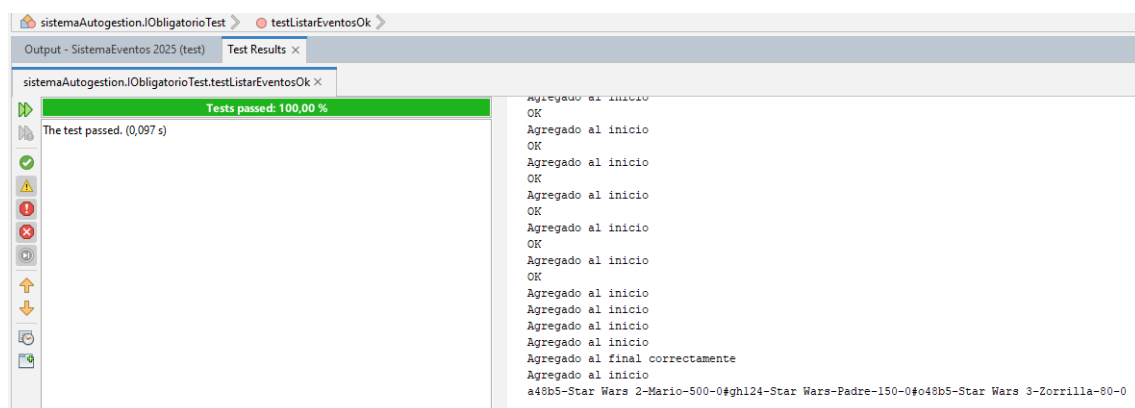 sistemaAutogestion.IObligatorioTest testListarEventosOk
Output - SistemaEventos 2025 (test) Test Results ×
sistemaAutogestion.IObligatorioTest.testListarEventosOk ×
Tests passed: 100,00 %
The test passed. (0,097 s)
Agregado al inicio
OK
Agregado al inicio
OK
Agregado al inicio
OK
Agregado al inicio
OK
Agregado al inicio
OK
Agregado al inicio
OK
Agregado al inicio
Agregado al inicio
Agregado al inicio
Agregado al inicio
Agregado al final correctamente
Agregado al inicio
a48b5-Star Wars 2-Mario-500-0#gh124-Star Wars-Padre-150-0#o48b5-Star Wars 3-Zorrilla-80-0